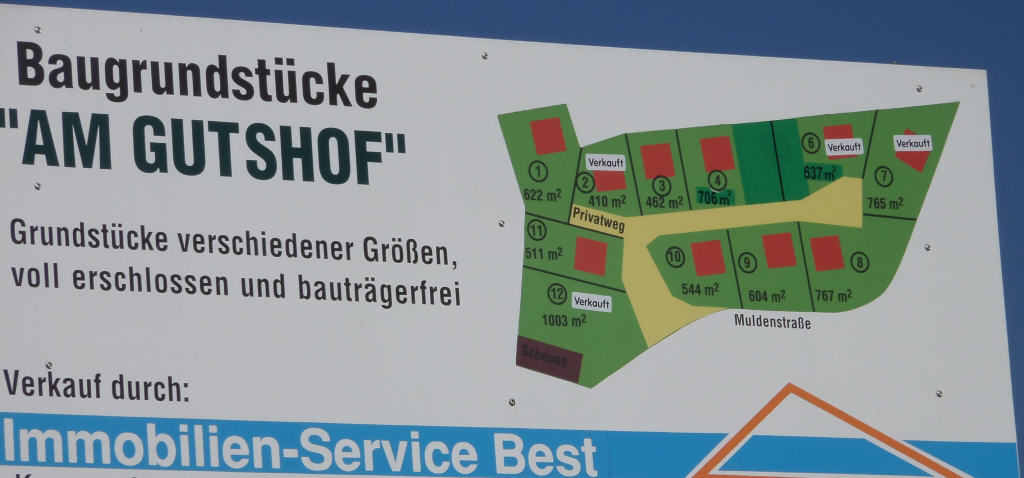 Baugrundstücke
"AM GUTSHOF"
Grundstücke verschiedener Größen,
voll erschlossen und bauträgerfrei
Verkauf durch:
Immobilien-Service Best
1
622 m²
2
Verkauft
410 m²
3
462 m²
4
706 m²
6
Verkauft
637 m²
7
Verkauft
765 m²
Privatweg
11
511 m²
12
Verkauft
1003 m²
Scheune
10
544 m²
9
604 m²
8
767 m²
Muldenstraße